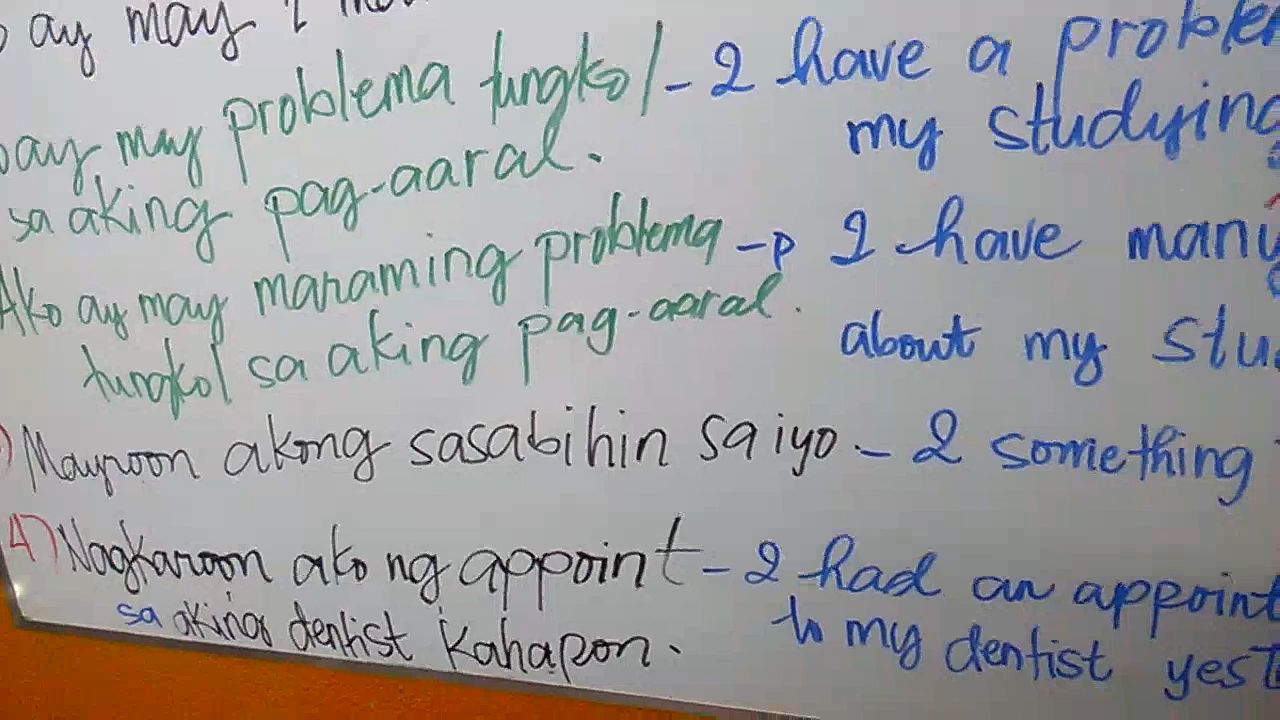 ay may
ay may problema tungkol - I have a problem
sa aking pag-aaral. my studying
Ako ay may maraming problema -> I have many
tungkol sa aking pag-aaral. about my stu
Mayroon akong sasabihin sa iyo - I something
4) Nagkaroon ako ng appoint - I had an appoint
sa aking dentist kahapon. to my dentist yest